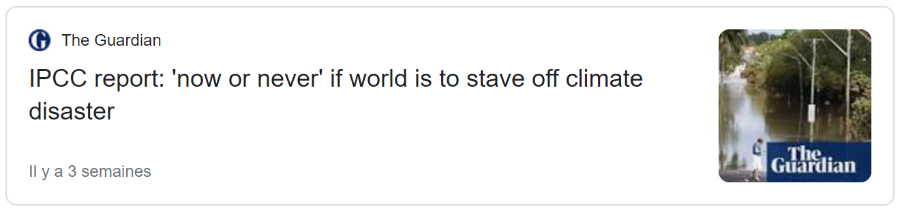 The Guardian
IPCC report: 'now or never' if world is to stave off climate
disaster
Il y a 3 semaines
The
Guardian